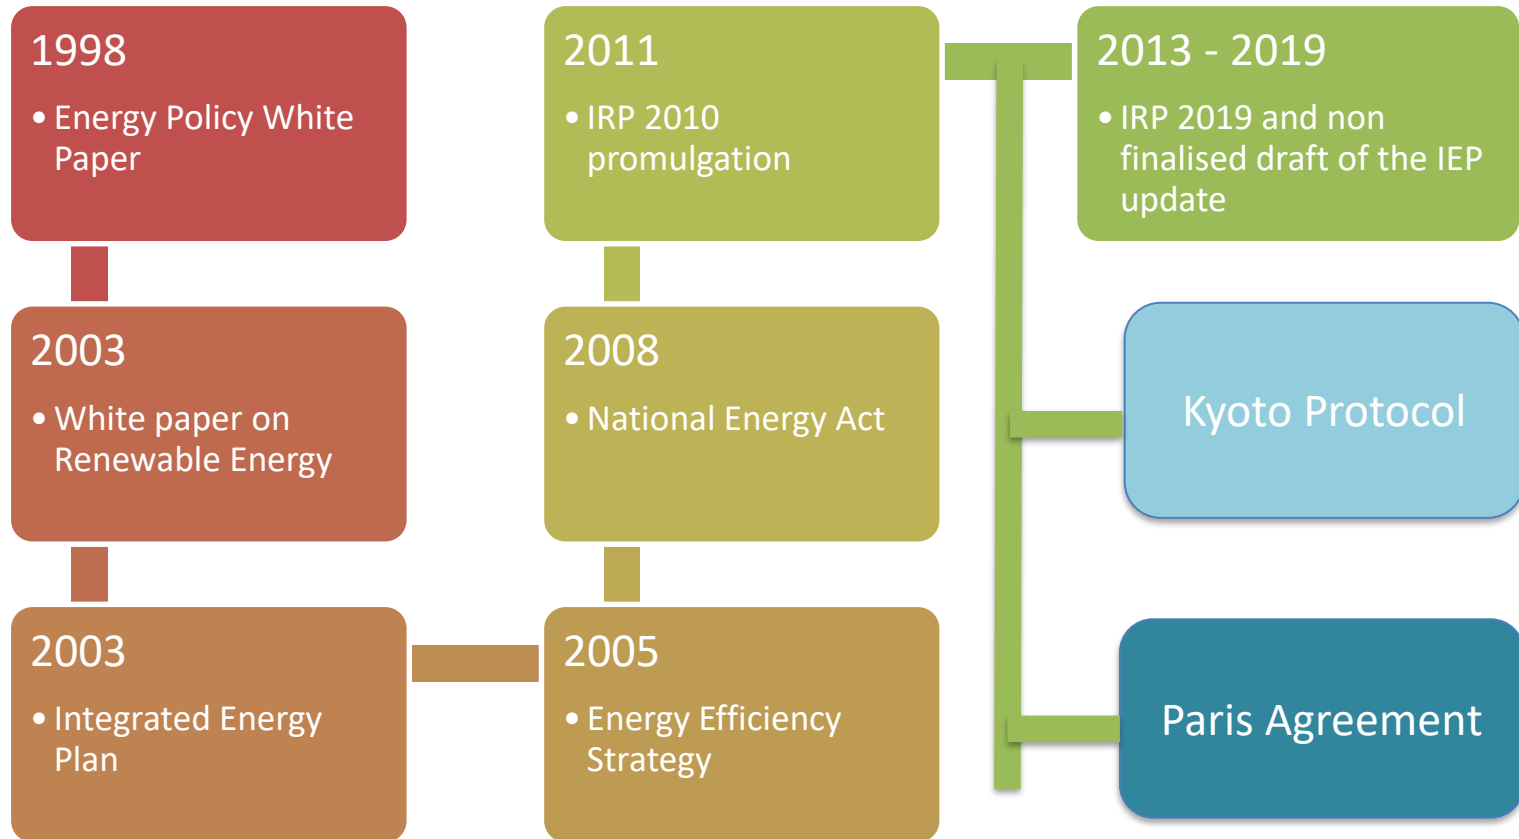 1998
• Energy Policy White
Paper
2003
• White paper on
Renewable Energy
2003
• Integrated Energy
Plan
2005
• Energy Efficiency
Strategy
2008
• National Energy Act
2011
• IRP 2010
promulgation
2013 - 2019
• IRP 2019 and non
finalised draft of the IEP
update
Kyoto Protocol
Paris Agreement